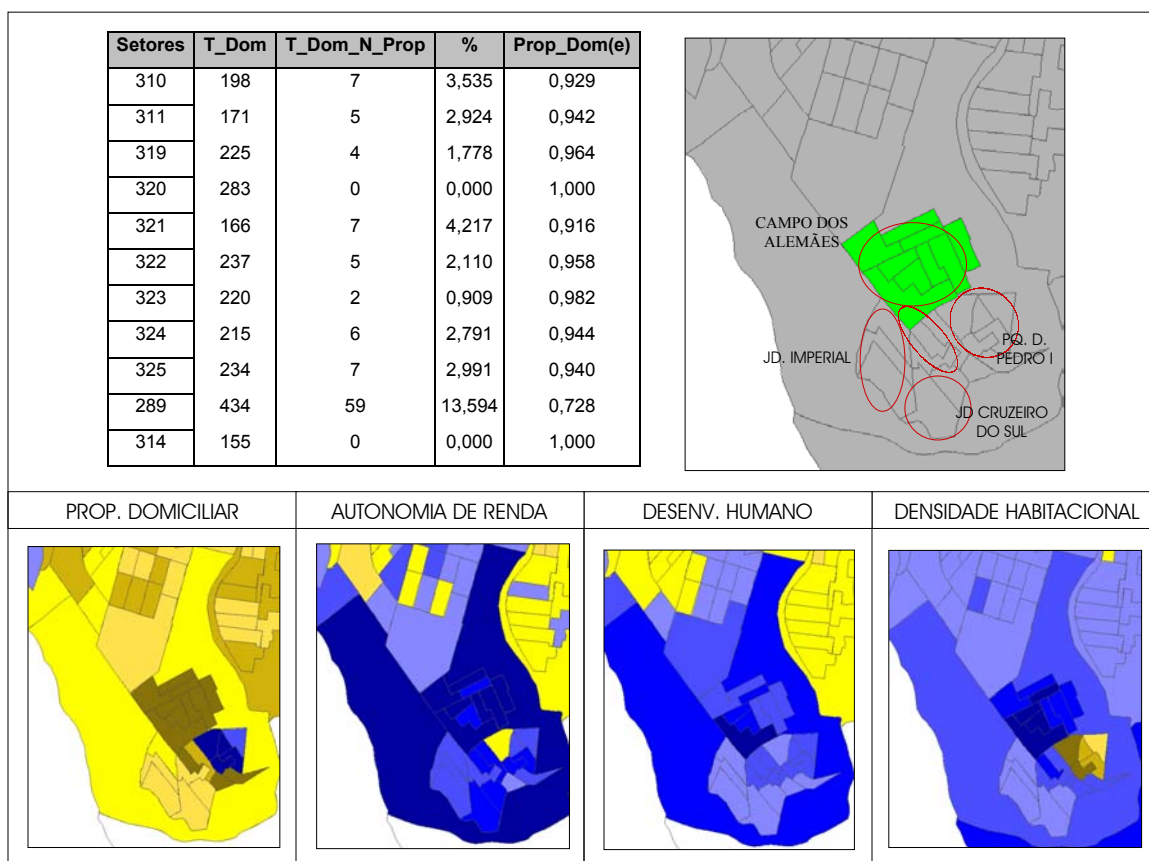 Setores T_Dom T_Dom_N_Prop % Prop_Dom(e)
310 198 7 3,535 0,929
311 171 5 2,924 0,942
319 225 4 1,778 0,964
320 283 0 0,000 1,000
321 166 7 4,217 0,916
322 237 5 2,110 0,958
323 220 2 0,909 0,982
324 215 6 2,791 0,944
325 234 7 2,991 0,940
289 434 59 13,594 0,728
314 155 0 0,000 1,000
CAMPO DOS
ALEMÃES
JD. IMPERIAL
PQ. D.
PEDRO I
JD CRUZEIRO
DO SUL
PROP. DOMICILIAR
AUTONOMIA DE RENDA
DESENV. HUMANO
DENSIDADE HABITACIONAL